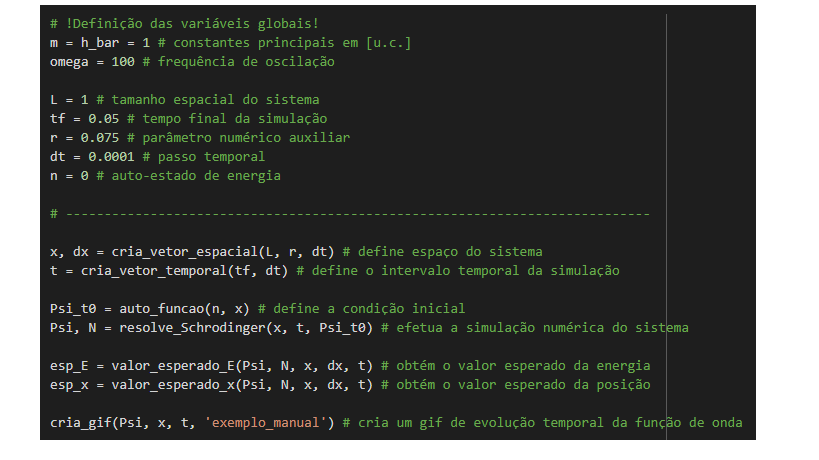 # !Definição das variáveis globais!
m = h_bar = 1 # constantes principais em [u.c.]
omega = 100 # frequência de oscilação
L = 1 # tamanho espacial do sistema
tf = 0.05 # tempo final da simulação
r = 0.075 # parâmetro numérico auxiliar
dt = 0.0001 # passo temporal
n = 0 # auto-estado de energia
# ----------------------------------------------------------------------------
x, dx = cria_vetor_espacial(L, r, dt) # define espaço do sistema
t = cria_vetor_temporal(tf, dt) # define o intervalo temporal da simulação
Psi_t0 = auto_funcao(n, x) # define a condição inicial
Psi, N = resolve_Schrodinger(x, t, Psi_t0) # efetua a simulação numérica do sistema
esp_E = valor_esperado_E(Psi, N, x, dx, t) # obtém o valor esperado da energia
esp_x = valor_esperado_x(Psi, N, x, dx, t) # obtém o valor esperado da posição
cria_gif(Psi, x, t, 'exemplo_manual') # cria um gif de evolução temporal da função de onda